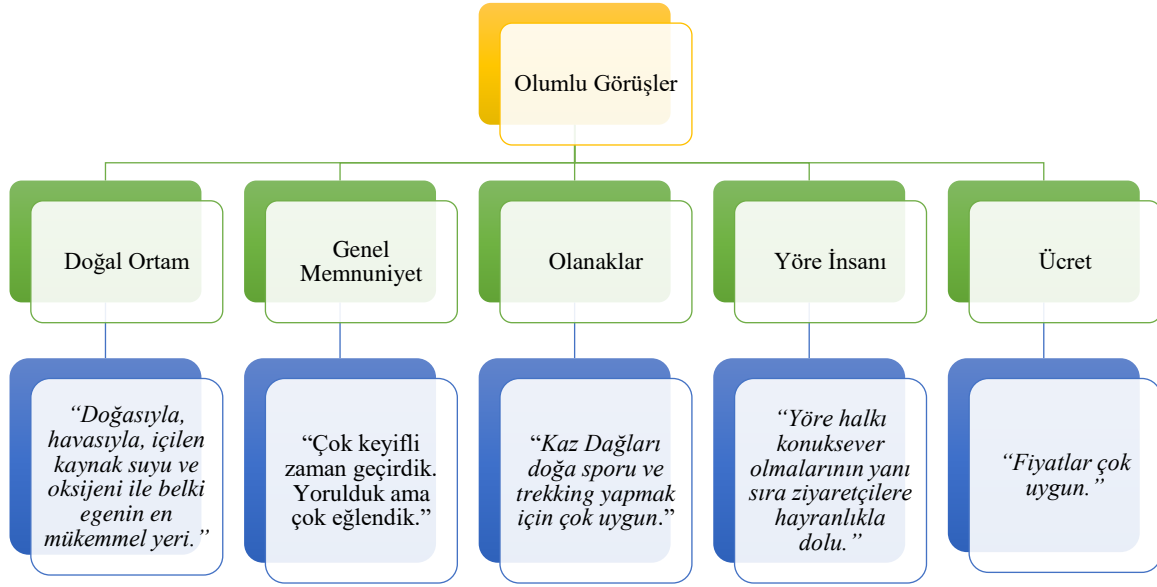 Olumlu Görüşler
Doğal Ortam
Genel
Memnuniyet
Olanaklar
Yöre İnsanı
Ücret
“Doğasıyla,
havasıyla, içilen
kaynak suyu ve
oksijeni ile belki
egenin en
mükemmel yeri.”
“Çok keyifli
zaman geçirdik.
Yorulduk ama
çok eğlendik.”
“Kaz Dağları
doğa sporu ve
trekking yapmak
için çok uygun.”
“Yöre halkı
konuksever
olmalarının yanı
sıra ziyaretçilere
hayranlıkla
dolu.”
“Fiyatlar çok
uygun.”